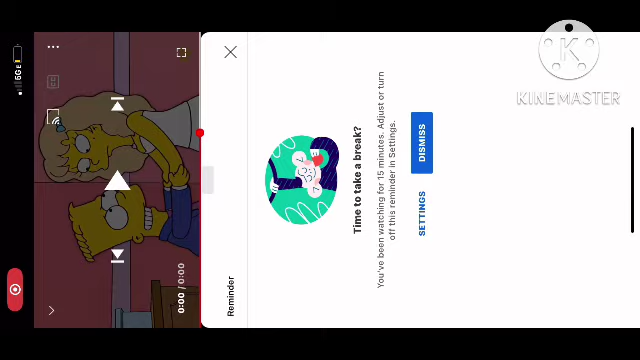 5GE
0:00 / 0:00
Reminder
Time to take a break?
You've been watching for 15 minutes. Adjust or turn
off this reminder in Settings.
SETTINGS
DISMISS
K
KINEMASTER